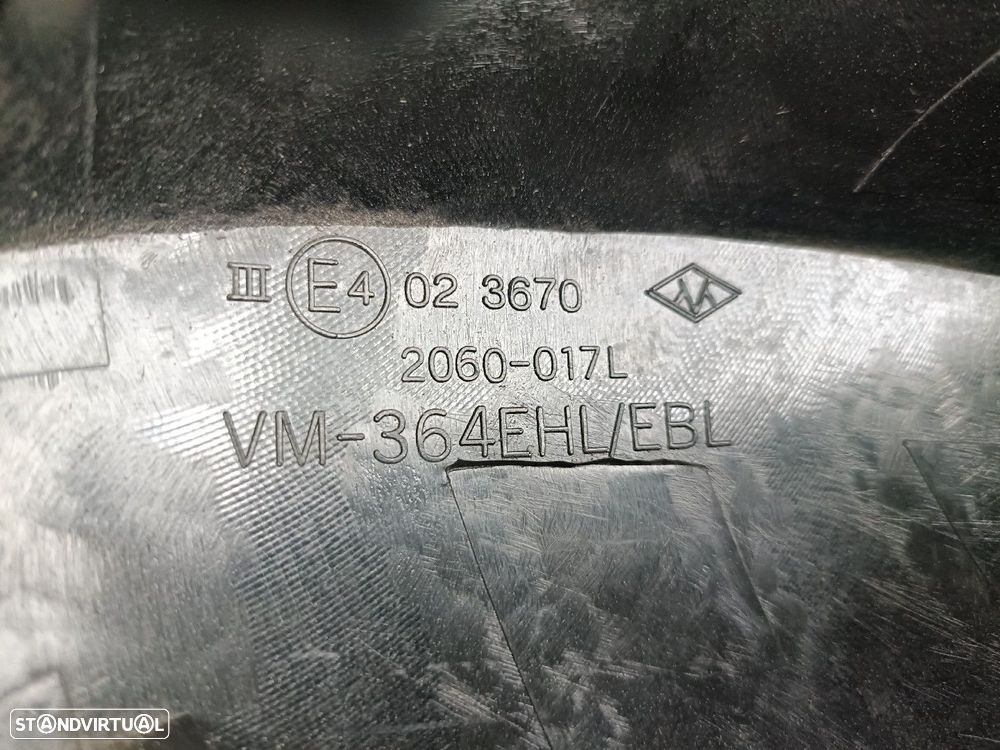 III E4 02 3670
2060-017L
VM-364EHL/EBL
STANDVIRTUAL